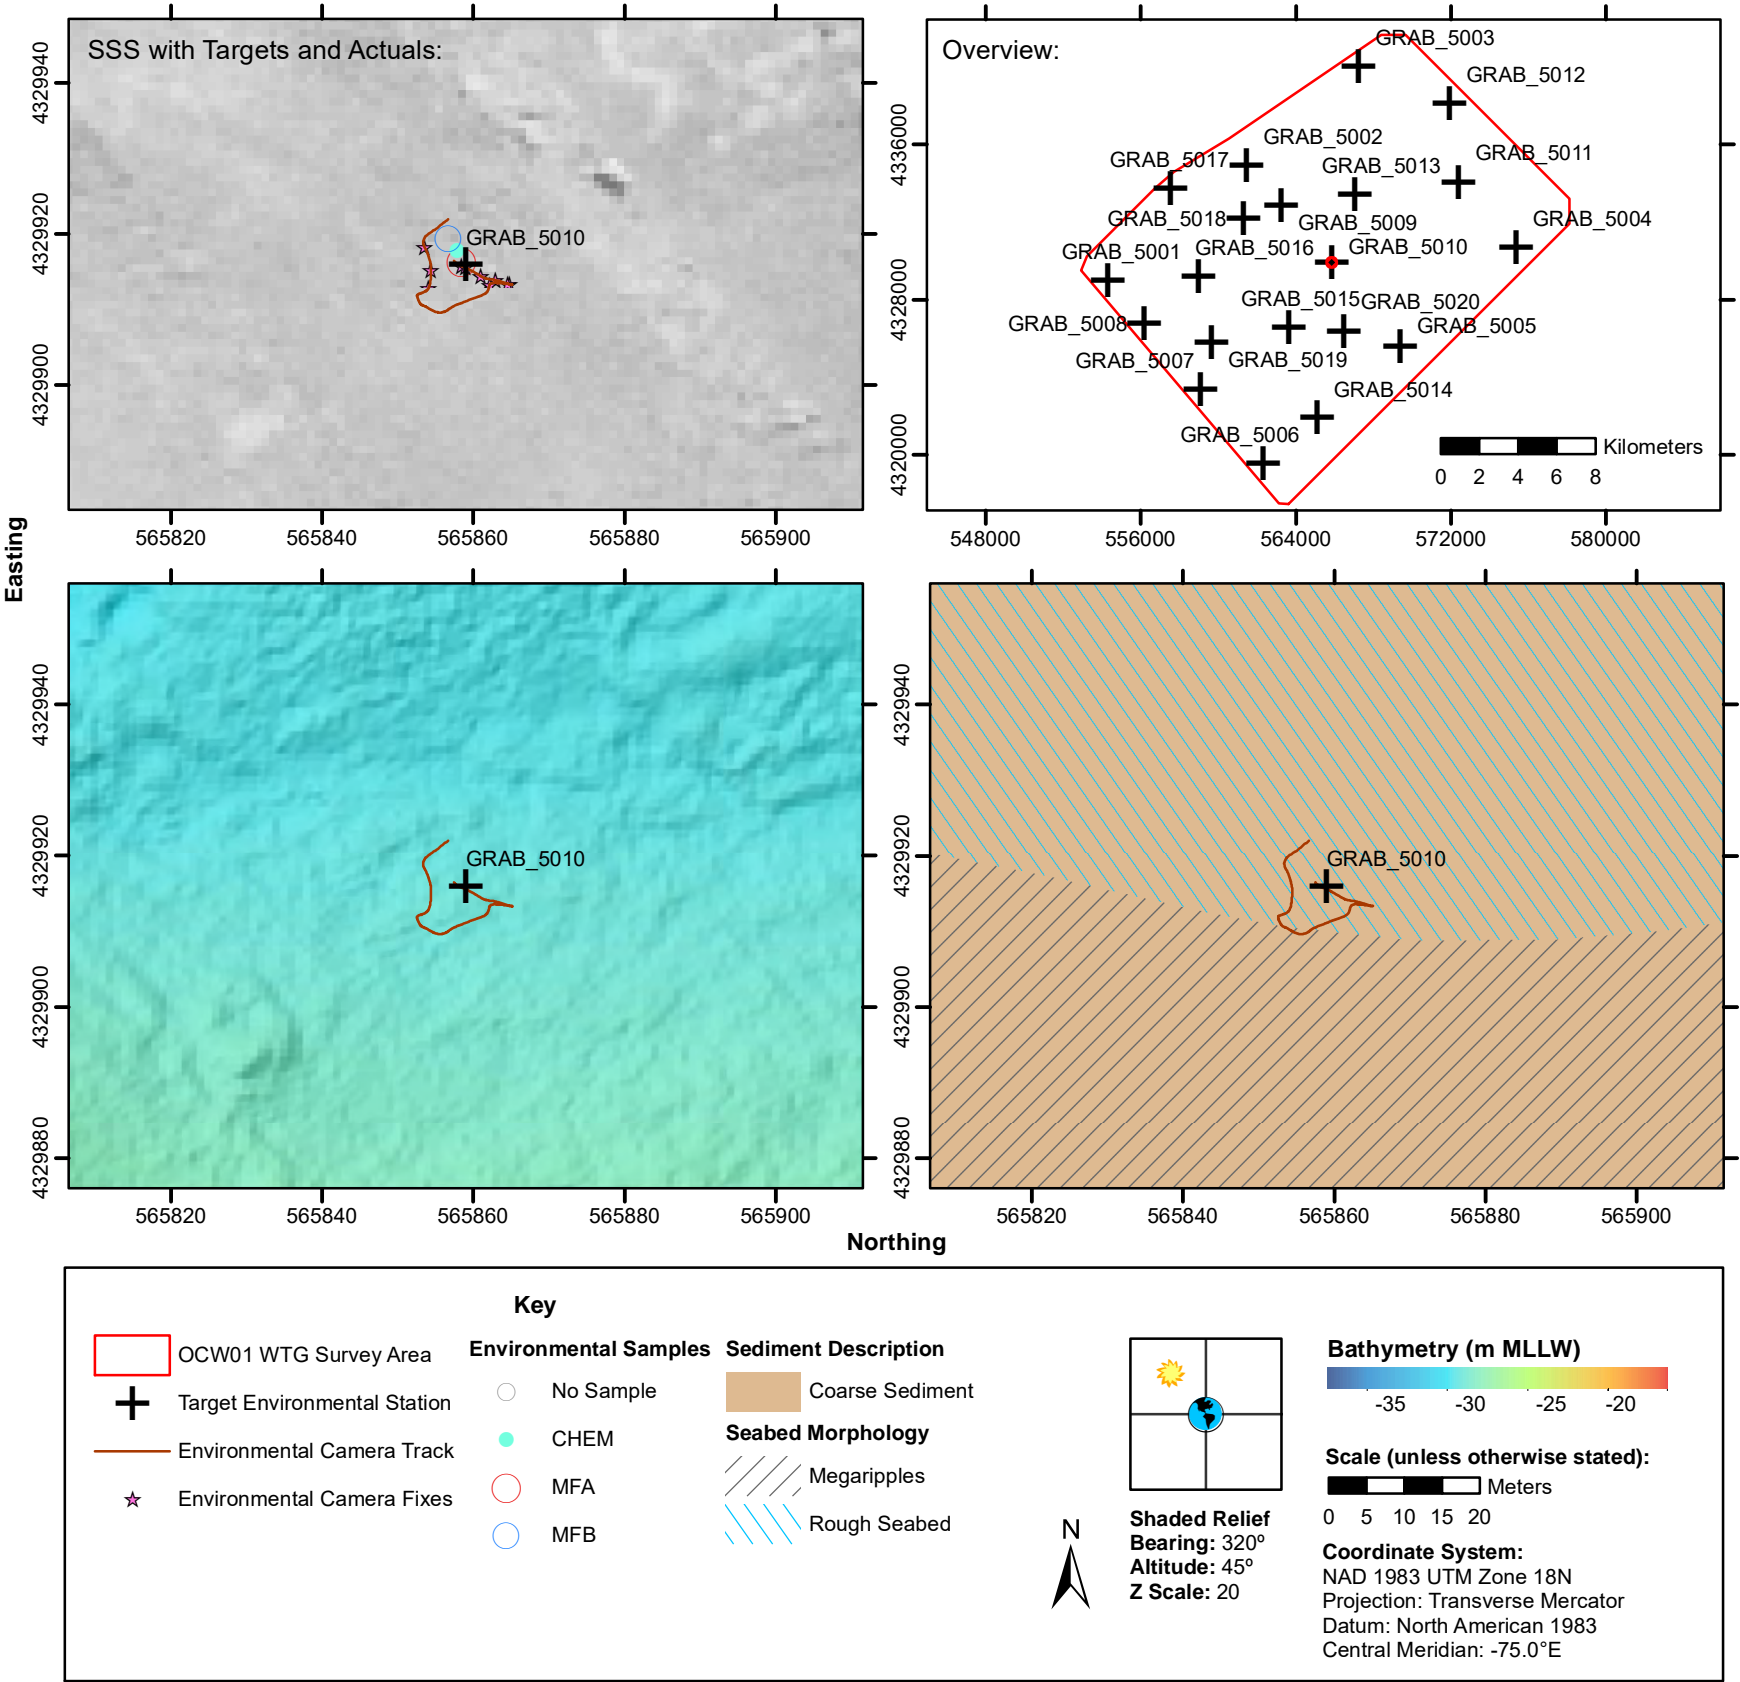 SSS with Targets and Actuals:
4329940
4329920
4329900
GRAB_5010
565820
565840
565860
565880
565900
Overview:
4336000
4328000
4320000
GRAB_5003
GRAB_5012
GRAB_5002
GRAB_5017
GRAB_5013
GRAB_5011
GRAB_5018
GRAB_5009
GRAB_5004
GRAB_5001
GRAB_5016
GRAB_5010
GRAB_5015
GRAB_5020
GRAB_5008
GRAB_5005
GRAB_5007
GRAB_5019
GRAB_5014
GRAB_5006
Kilometers
0 2 4 6 8
548000
556000
564000
572000
580000
Easting
4329940
4329920
4329900
4329880
GRAB_5010
565820
565840
565860
565880
565900
4329940
4329920
4329900
4329880
GRAB_5010
565820
565840
565860
565880
565900
Northing
Key
OCW01 WTG Survey Area
Target Environmental Station
Environmental Camera Track
Environmental Camera Fixes
Environmental Samples
No Sample
CHEM
MFA
MFB
Sediment Description
Coarse Sediment
Seabed Morphology
Megaripples
Rough Seabed
N
Shaded Relief
Bearing: 320º
Altitude: 45º
Z Scale: 20
Bathymetry (m MLLW)
-35 -30 -25 -20
Scale (unless otherwise stated):
Meters
0 5 10 15 20
Coordinate System:
NAD 1983 UTM Zone 18N
Projection: Transverse Mercator
Datum: North American 1983
Central Meridian: -75.0°E